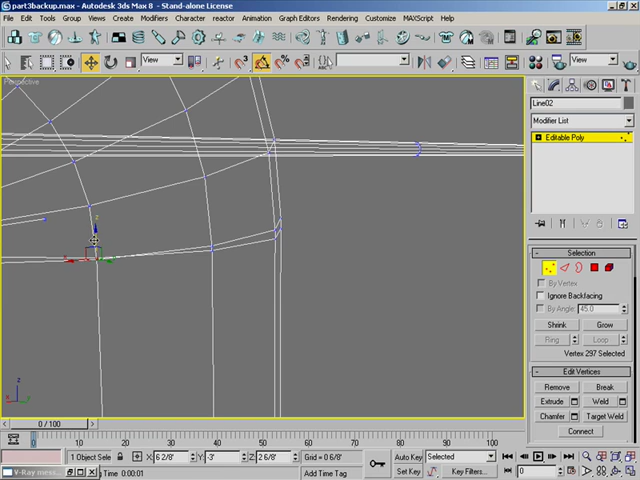 part3backup.max - Autodesk 3ds Max 8 - Stand-alone License
File Edit Tools Group Views Create Modifiers Character reactor Animation Graph Editors Rendering Customize MAXScript Help
View
View
Perspective
Line02
Modifier List
Editable Poly
z
x
Selection
By Vertex
Ignore Backfacing
By Angle: 45.0
Shrink Grow
Ring Loop
Vertex 297 Selected
Edit Vertices
Remove Break
Extrude Weld
Chamfer Target Weld
Connect
0 / 100
0 10 20 30 40 50 60 70 80 90 100
1 Object Sele X: 6 2/8' Y: -3' Z: 2 6/8' Grid = 0 6/8' Auto Key Selected
V-Ray mess... g Time 0:00:01 Add Time Tag Set Key Key Filters... 0